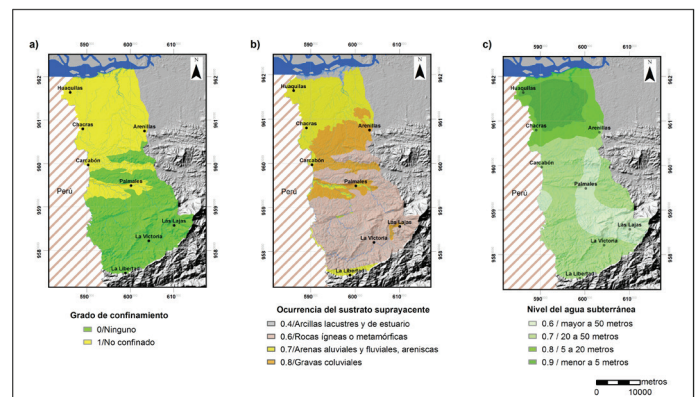 a)
590
600
610
N
962
961
960
959
958
Huaquillas
Chacras
Arenillas
Carcabón
Palmales
Perú
Las Lajas
La Victoria
La Libertad
Grado de confinamiento
0/Ninguno
1/No confinado
b)
590
600
610
N
962
961
960
959
958
Huaquillas
Chacras
Arenillas
Carcabón
Palmales
Perú
Las Lajas
La Victoria
La Libertad
Ocurrencia del sustrato suprayacente
0.4/Arcillas lacustres y de estuario
0.6/Rocas ígneas o metamórficas
0.7/Arenas aluviales y fluviales, areniscas
0.8/Gravas coluviales
c)
590
600
610
N
962
961
960
959
958
Huaquillas
Chacras
Arenillas
Carcabón
Palmales
Perú
Las Lajas
La Victoria
La Libertad
Nivel del agua subterránea
0.6 / mayor a 50 metros
0.7 / 20 a 50 metros
0.8 / 5 a 20 metros
0.9 / menor a 5 metros
metros
0
10000